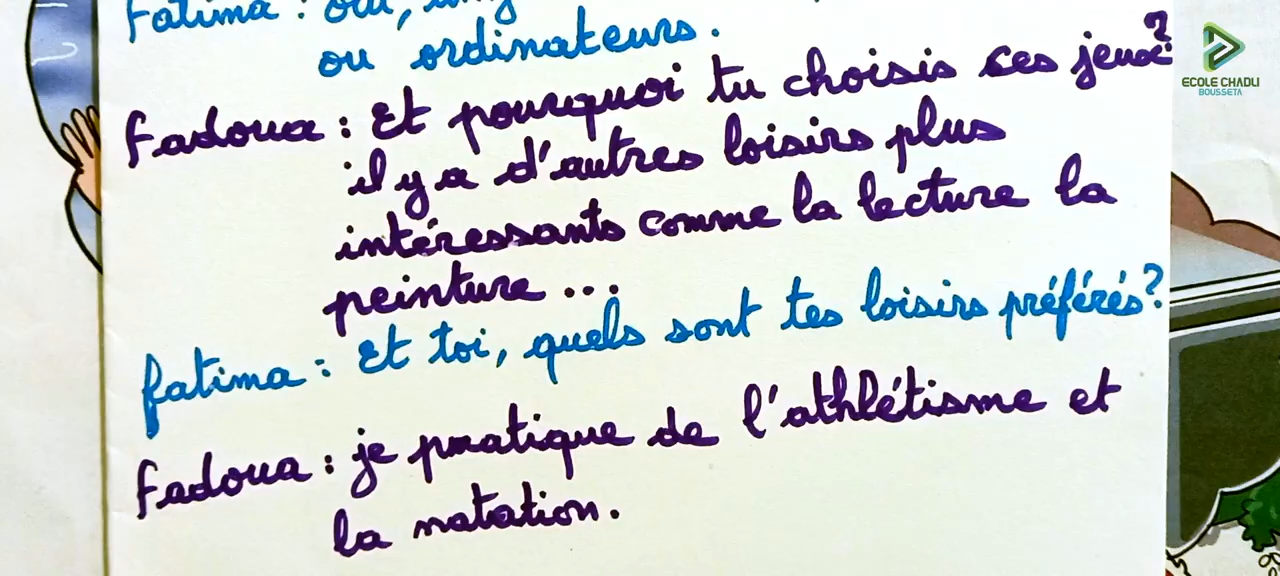 Fatima : oui,
ou ordinateurs.
Fadoua : Et pourquoi tu choisis ces jeux?
il y a d'autres loisirs plus
intéressants comme la lecture la
peinture ...
fatima : Et toi, quels sont tes loisirs préférés?
Fadoua : je pratique de l'athlétisme et
la natation.
ECOLE CHADLI
BOUSSETA